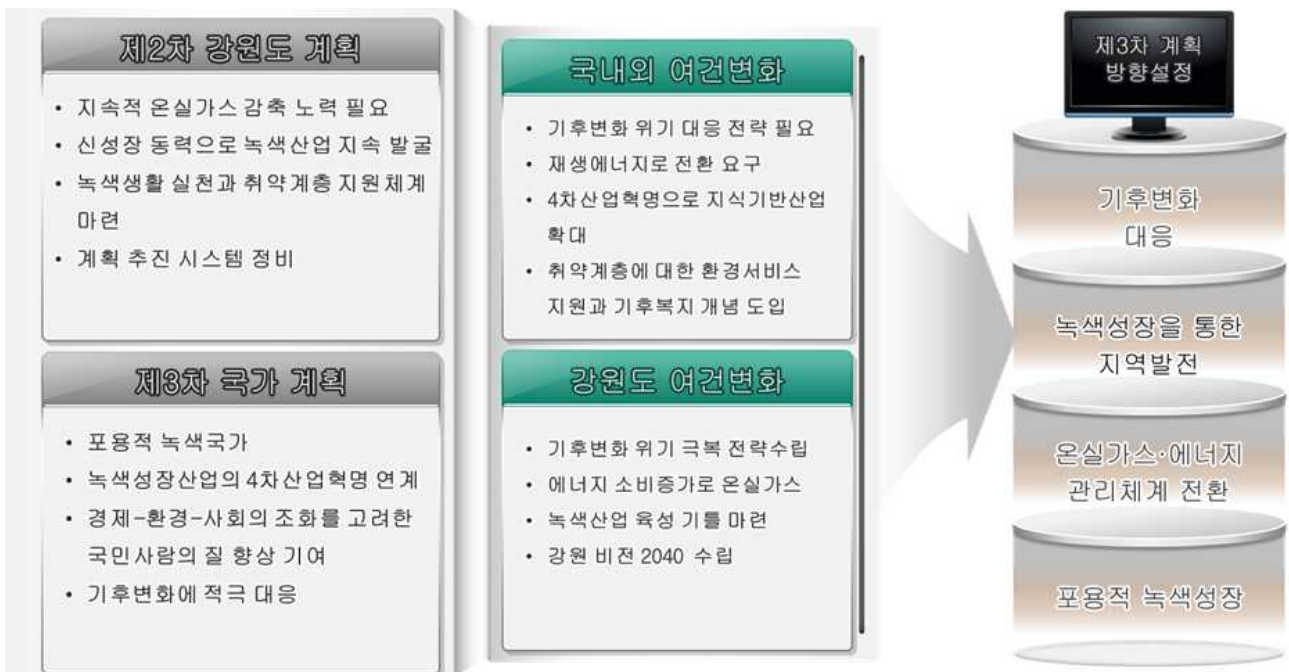 제2차 강원도 계획
• 지속적 온실가스 감축 노력 필요
• 신성장 동력으로 녹색산업 지속 발굴
• 녹색생활 실천과 취약계층 지원체계
마련
• 계획 추진 시스템 정비
제3차 국가 계획
• 포용적 녹색국가
• 녹색성장산업의 4차산업혁명 연계
• 경제-환경-사회의 조화를 고려한
국민사람의 질 향상 기여
• 기후변화에 적극 대응
국내외 여건변화
• 기후변화 위기 대응 전략 필요
• 재생에너지로 전환 요구
• 4차산업혁명으로 지식기반산업
확대
• 취약계층에 대한 환경서비스
지원과 기후복지 개념 도입
강원도 여건변화
• 기후변화 위기 극복 전략수립
• 에너지 소비증가로 온실가스
• 녹색산업 육성 기틀 마련
• 강원 비전 2040 수립
제3차 계획
방향설정
기후변화
대응
녹색성장을 통한
지역발전
온실가스·에너지
관리체계 전환
포용적 녹색성장